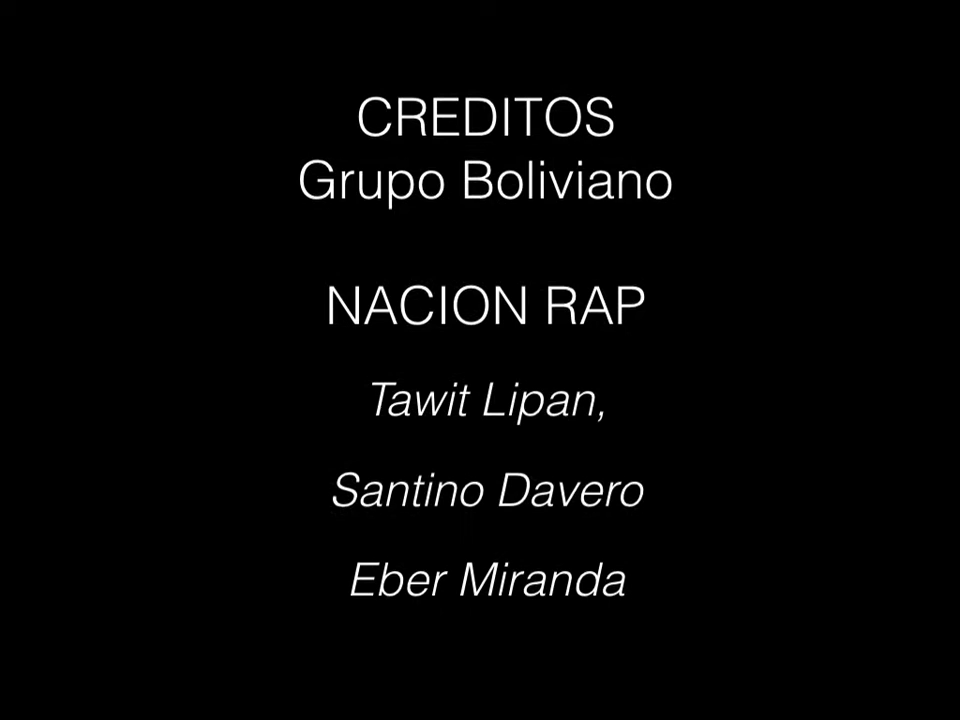 CREDITOS
Grupo Boliviano
NACION RAP
Tawit Lipan,
Santino Davero
Eber Miranda